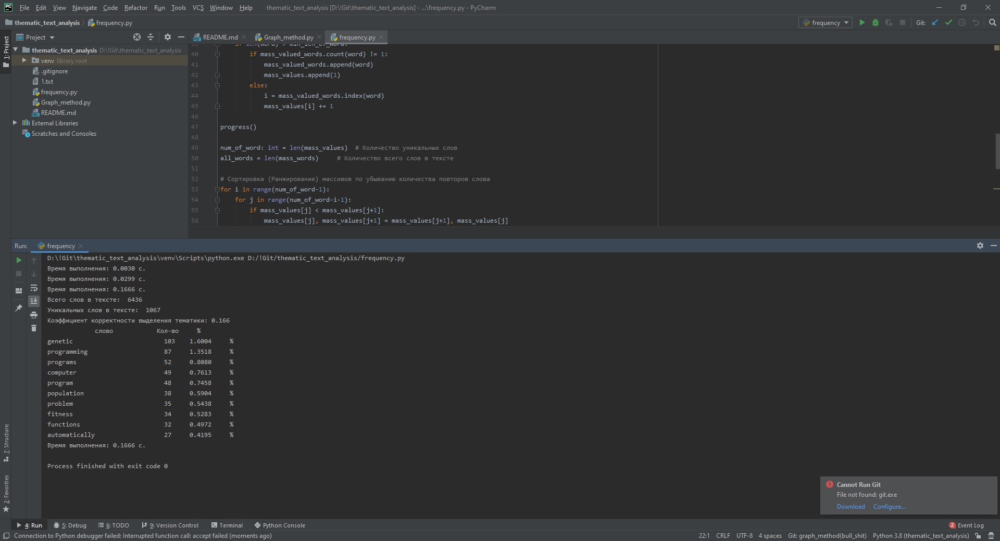 PC File Edit View Navigate Code Refactor Run Tools VCS Window Help thematic_text_analysis [D:\!Git\thematic_text_analysis] - ...\frequency.py - PyCharm
thematic_text_analysis frequency.py frequency Git:
Project README.md Graph_method.py frequency.py
1: Project
thematic_text_analysis D:\!Git\thematic_text_analysis
venv library root
.gitignore
1.txt
frequency.py
Graph_method.py
README.md
External Libraries
Scratches and Consoles
39 if len(word) > min_len_of_word:
40 if mass_valued_words.count(word) != 1:
41 mass_valued_words.append(word)
42 mass_values.append(1)
43 else:
44 i = mass_valued_words.index(word)
45 mass_values[i] += 1
46
47 progress()
48
49 num_of_word: int = len(mass_values) # Количество уникальных слов
50 all_words = len(mass_words) # Количество всего слов в тексте
51
52 # Сортировка (Ранжирование) массивов по убыванию количества повторов слова
53 for i in range(num_of_word-1):
54 for j in range(num_of_word-i-1):
55 if mass_values[j] < mass_values[j+1]:
56 mass_values[j], mass_values[j+1] = mass_values[j+1], mass_values[j]
Run: frequency
D:\!Git\thematic_text_analysis\venv\Scripts\python.exe D:/!Git/thematic_text_analysis/frequency.py
Время выполнения: 0.0030 с.
Время выполнения: 0.0299 с.
Время выполнения: 0.1666 с.
Всего слов в тексте: 6436
Уникальных слов в тексте: 1067
Коэффициент корректности выделения тематики: 0.166
слово Кол-во %
genetic 103 1.6004 %
programming 87 1.3518 %
programs 52 0.8080 %
computer 49 0.7613 %
program 48 0.7458 %
population 38 0.5904 %
problem 35 0.5438 %
fitness 34 0.5283 %
functions 32 0.4972 %
automatically 27 0.4195 %
Время выполнения: 0.1666 с.
Process finished with exit code 0
7: Structure
2: Favorites
Cannot Run Git
File not found: git.exe
Download Configure...
4: Run 5: Debug 6: TODO 9: Version Control Terminal Python Console 2 Event Log
Connection to Python debugger failed: Interrupted function call: accept failed (moments ago) 22:1 CRLF UTF-8 4 spaces Git: graph_method(bull_shit) Python 3.8 (thematic_text_analysis)